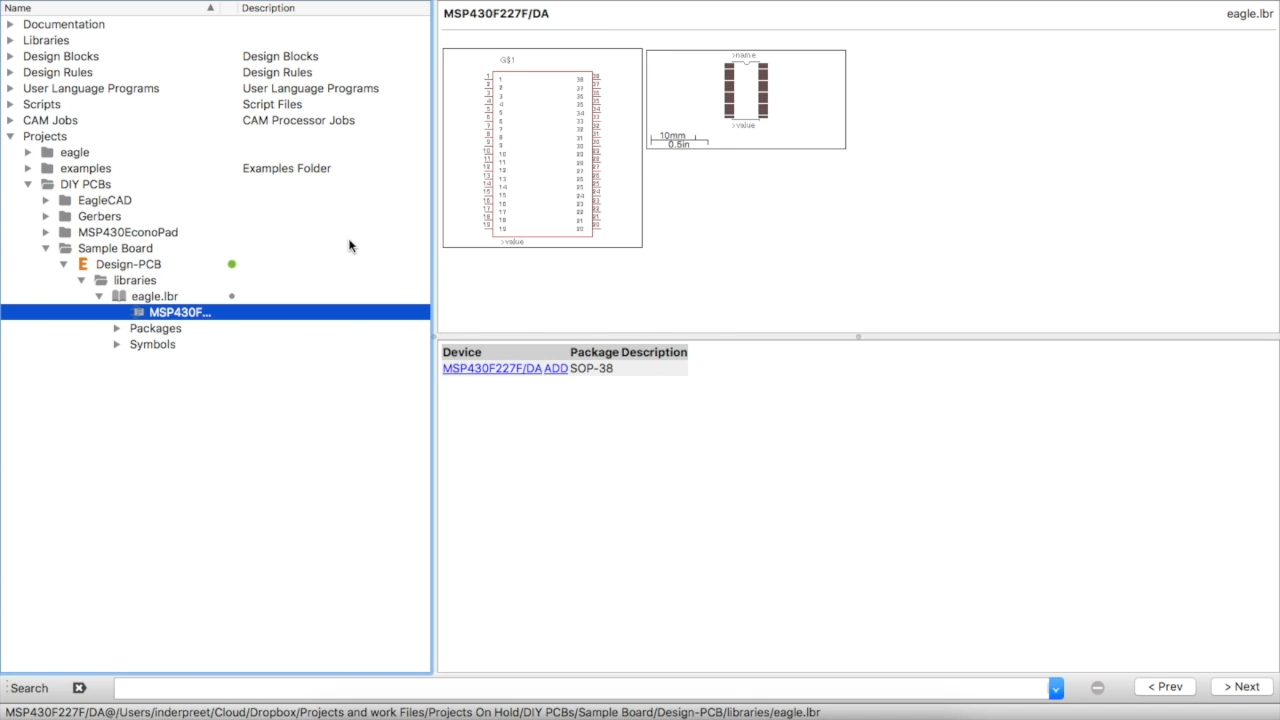 Name Description
Documentation
Libraries
Design Blocks Design Blocks
Design Rules Design Rules
User Language Programs User Language Programs
Scripts Script Files
CAM Jobs CAM Processor Jobs
Projects
eagle
examples Examples Folder
DIY PCBs
EagleCAD
Gerbers
MSP430EconoPad
Sample Board
Design-PCB
libraries
eagle.lbr
MSP430F...
Packages
Symbols
MSP430F227F/DA eagle.lbr
G$1
>value
>name
>value
10mm
0.5in
Device Package Description
MSP430F227F/DA ADD SOP-38
Search < Prev > Next
MSP430F227F/DA@/Users/inderpreet/Cloud/Dropbox/Projects and work Files/Projects On Hold/DIY PCBs/Sample Board/Design-PCB/libraries/eagle.lbr